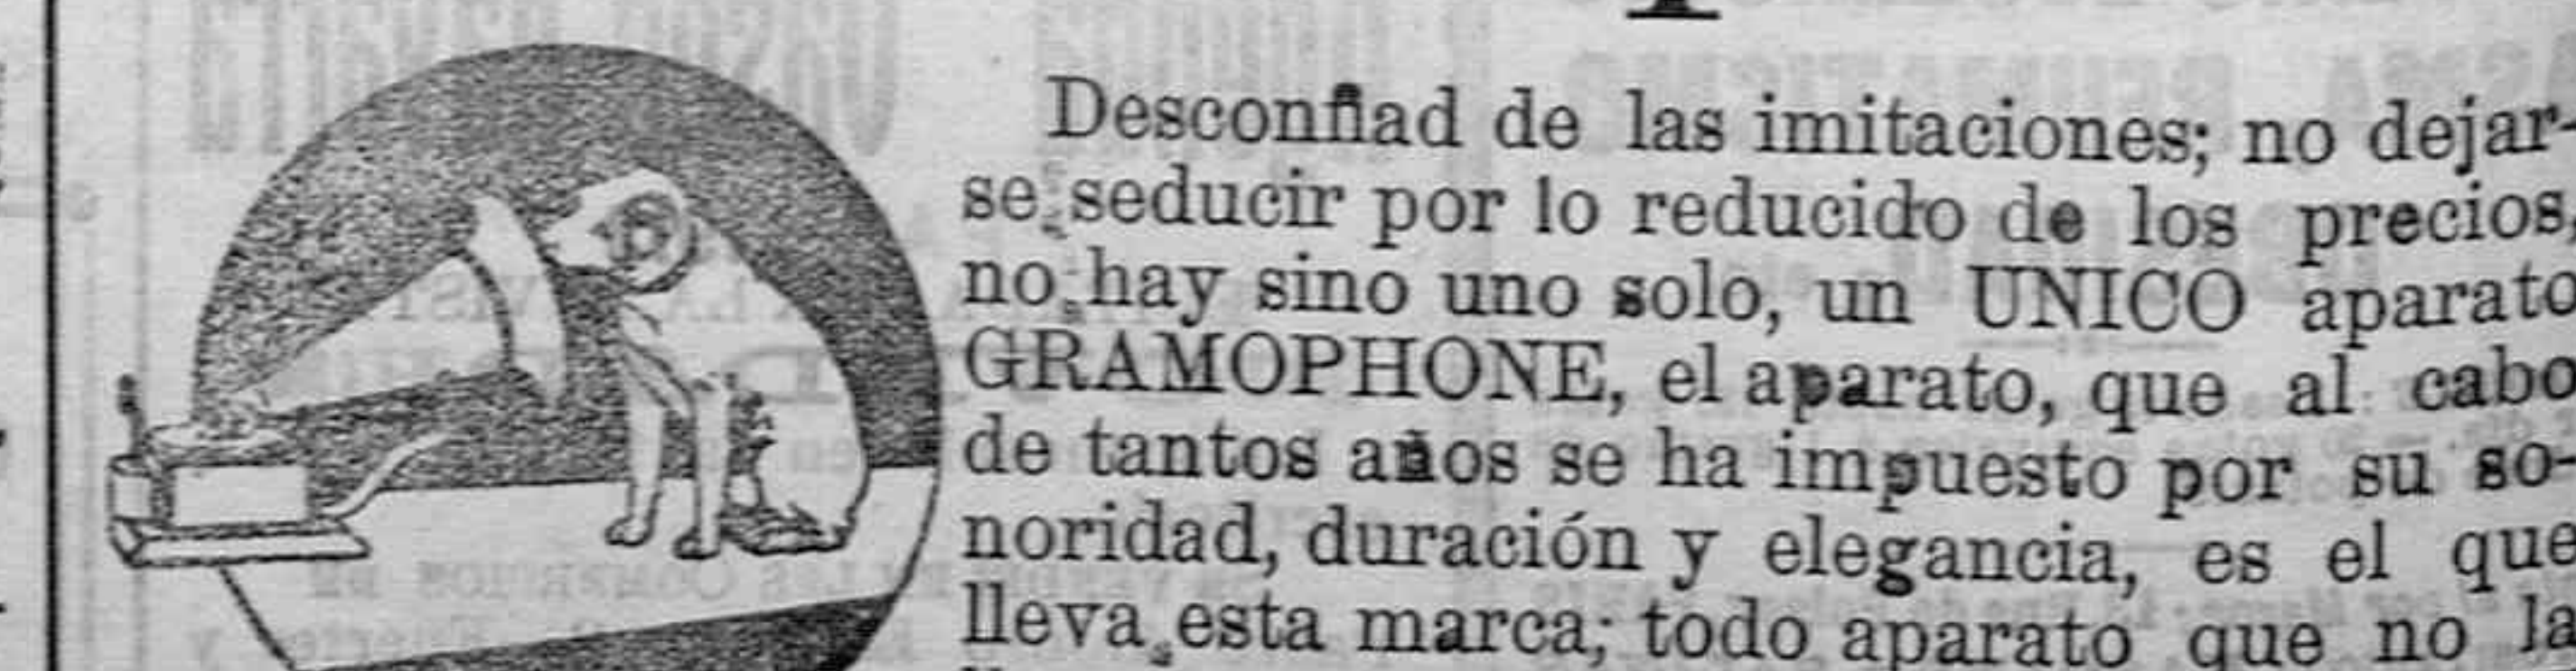 Desconfiad de las imitaciones; no dejar-
se seducir por lo reducido de los precios,
no hay sino uno solo, un UNICO aparato
GRAMOPHONE, el aparato, que al cabo
de tantos años se ha impuesto por su so-
noridad, duración y elegancia, es el que
lleva esta marca; todo aparato que no la